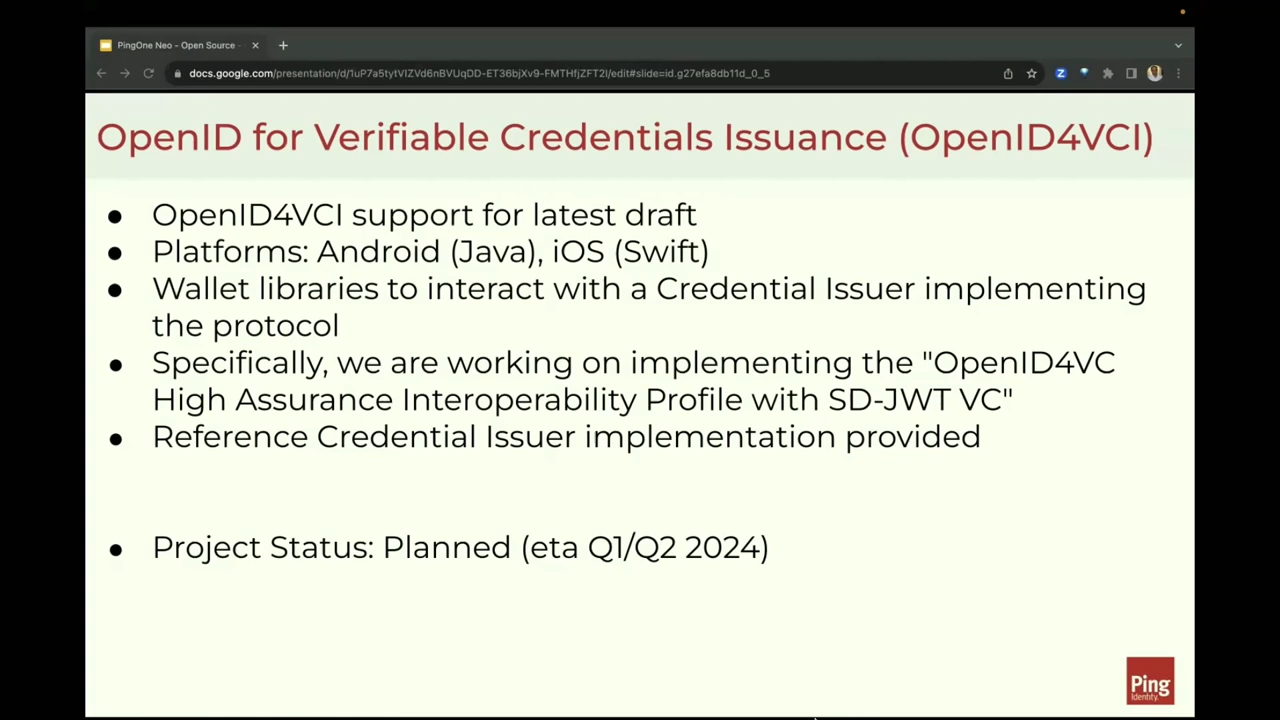 PingOne Neo - Open Source -
docs.google.com/presentation/d/1uP7a5tytVIZVd6nBVUqDD-ET36bjXv9-FMTHfjZFT2I/edit#slide=id.g27efa8db11d_0_5
OpenID for Verifiable Credentials Issuance (OpenID4VCI)
● OpenID4VCI support for latest draft
● Platforms: Android (Java), iOS (Swift)
● Wallet libraries to interact with a Credential Issuer implementing
the protocol
● Specifically, we are working on implementing the "OpenID4VC
High Assurance Interoperability Profile with SD-JWT VC"
● Reference Credential Issuer implementation provided
● Project Status: Planned (eta Q1/Q2 2024)
Ping
Identity